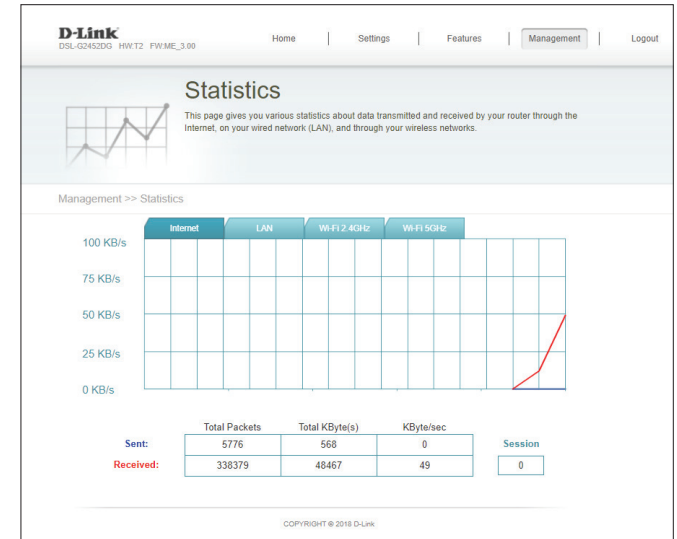 D-Link
DSL-G2452DG HW:T2 FW:ME_3.00
Home | Settings | Features | Management | Logout
Statistics
This page gives you various statistics about data transmitted and received by your router through the
Internet, on your wired network (LAN), and through your wireless networks.
Management >> Statistics
Internet LAN Wi-Fi 2.4GHz Wi-Fi 5GHz
100 KB/s
75 KB/s
50 KB/s
25 KB/s
0 KB/s
Total Packets Total KByte(s) KByte/sec
Sent: 5776 568 0 Session
Received: 338379 48467 49 0
COPYRIGHT © 2018 D-Link